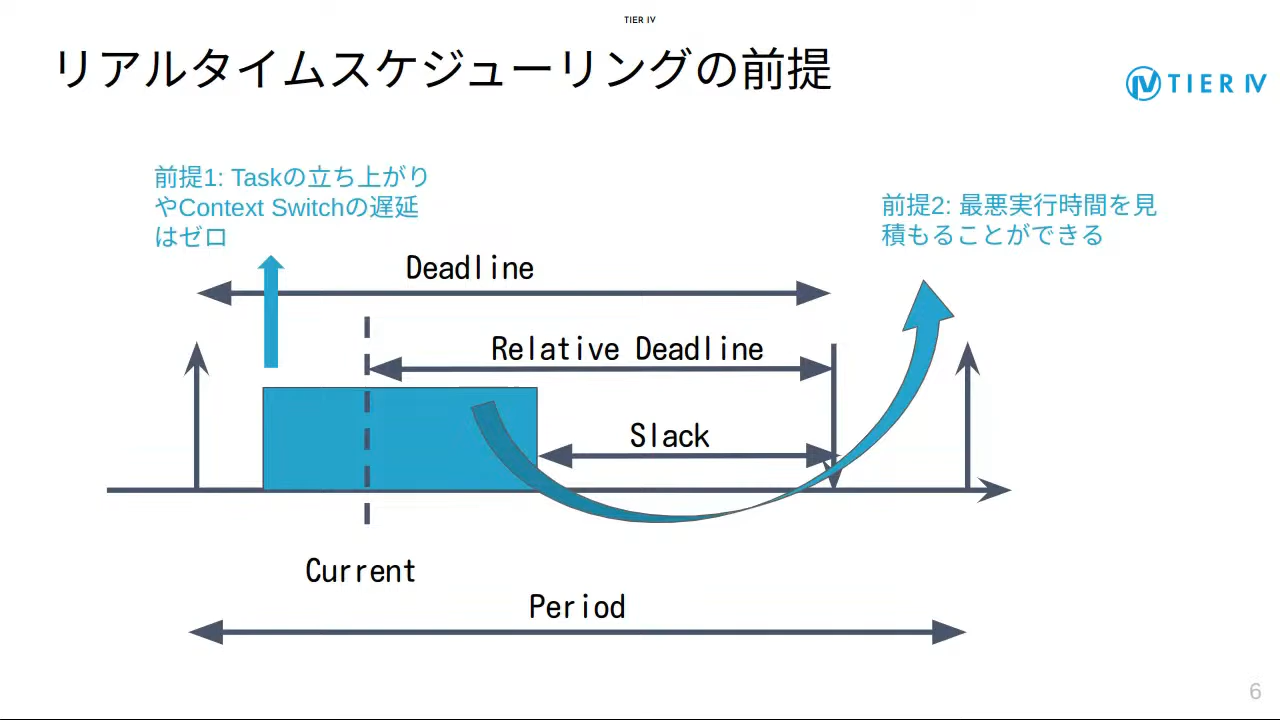 TIER IV
リアルタイムスケジューリングの前提
TIER IV
前提1: Taskの立ち上がり
やContext Switchの遅延
はゼロ
前提2: 最悪実行時間を見
積もることができる
Deadline
Relative Deadline
Slack
Current
Period
6